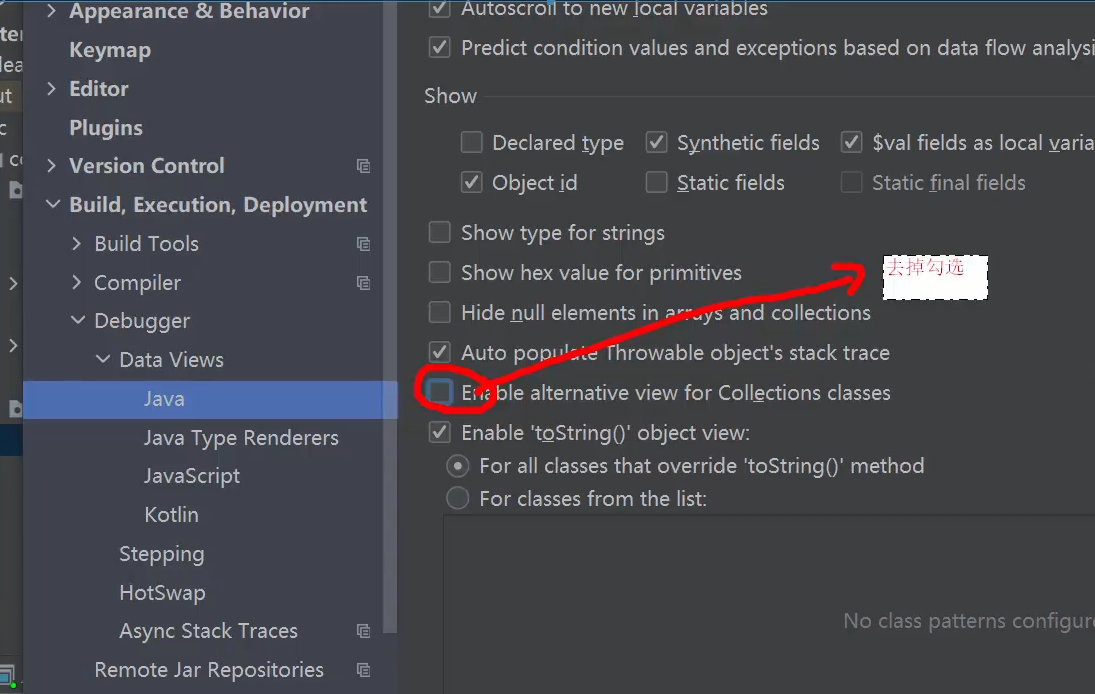 Appearance & Behavior
Keymap
Editor
Plugins
Version Control
Build, Execution, Deployment
Build Tools
Compiler
Debugger
Data Views
Java
Java Type Renderers
JavaScript
Kotlin
Stepping
HotSwap
Async Stack Traces
Remote Jar Repositories
Autoscroll to new local variables
Predict condition values and exceptions based on data flow analysi
Show
Declared type Synthetic fields $val fields as local varia
Object id Static fields Static final fields
Show type for strings
Show hex value for primitives
去掉勾选
Hide null elements in arrays and collections
Auto populate Throwable object's stack trace
Enable alternative view for Collections classes
Enable 'toString()' object view:
For all classes that override 'toString()' method
For classes from the list:
No class patterns configure